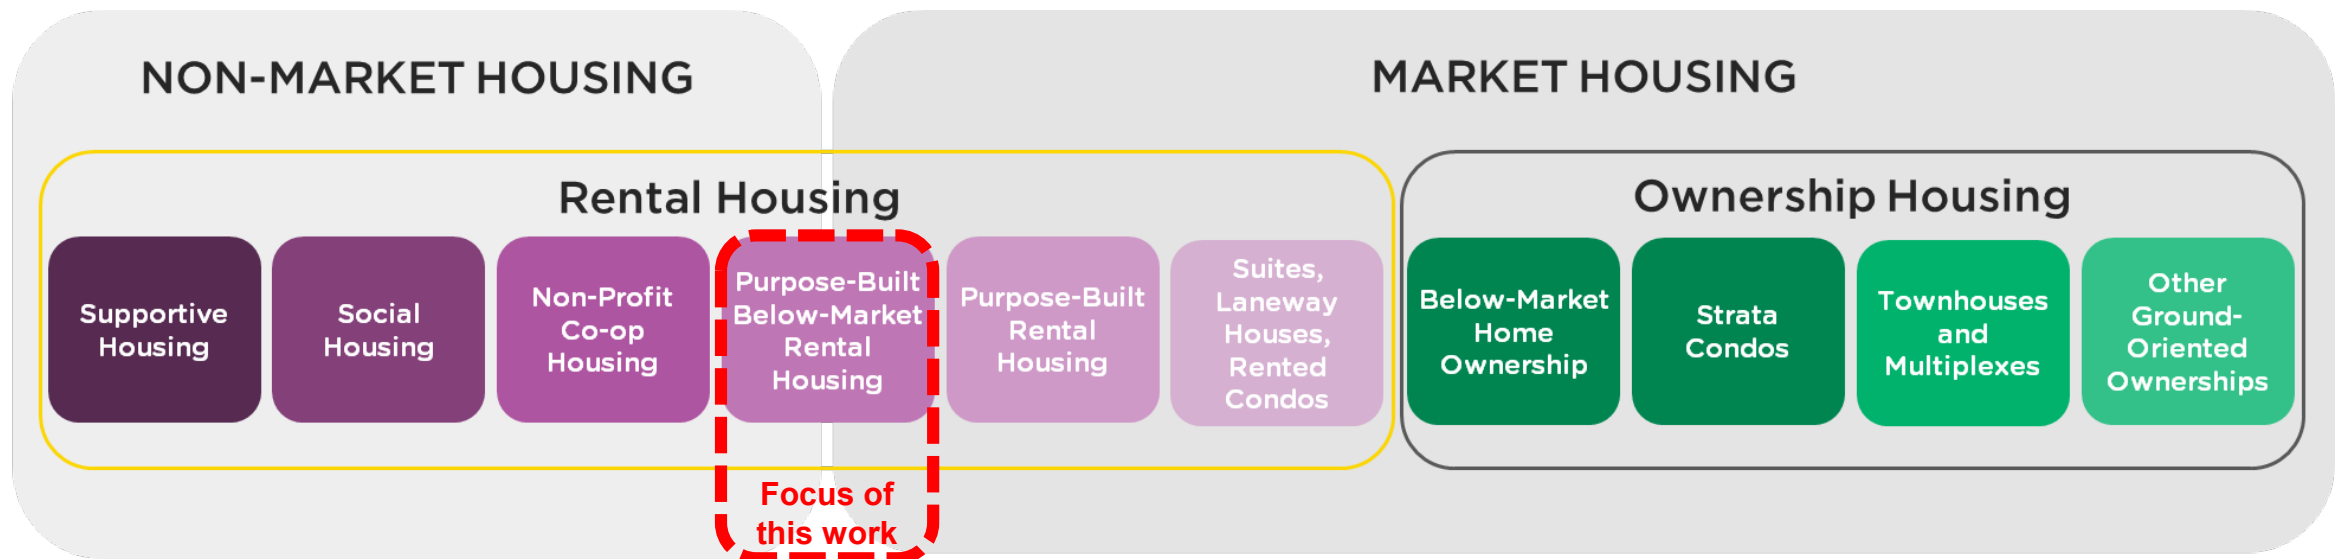 NON-MARKET HOUSING
MARKET HOUSING
Rental Housing
Ownership Housing
Supportive
Housing
Social
Housing
Non-Profit
Co-op
Housing
Purpose-Built
Below-Market
Rental
Housing
Purpose-Built
Rental
Housing
Suites,
Laneway
Houses,
Rented
Condos
Below-Market
Home
Ownership
Strata
Condos
Townhouses
and
Multiplexes
Other
Ground-
Oriented
Ownerships
Focus of
this work